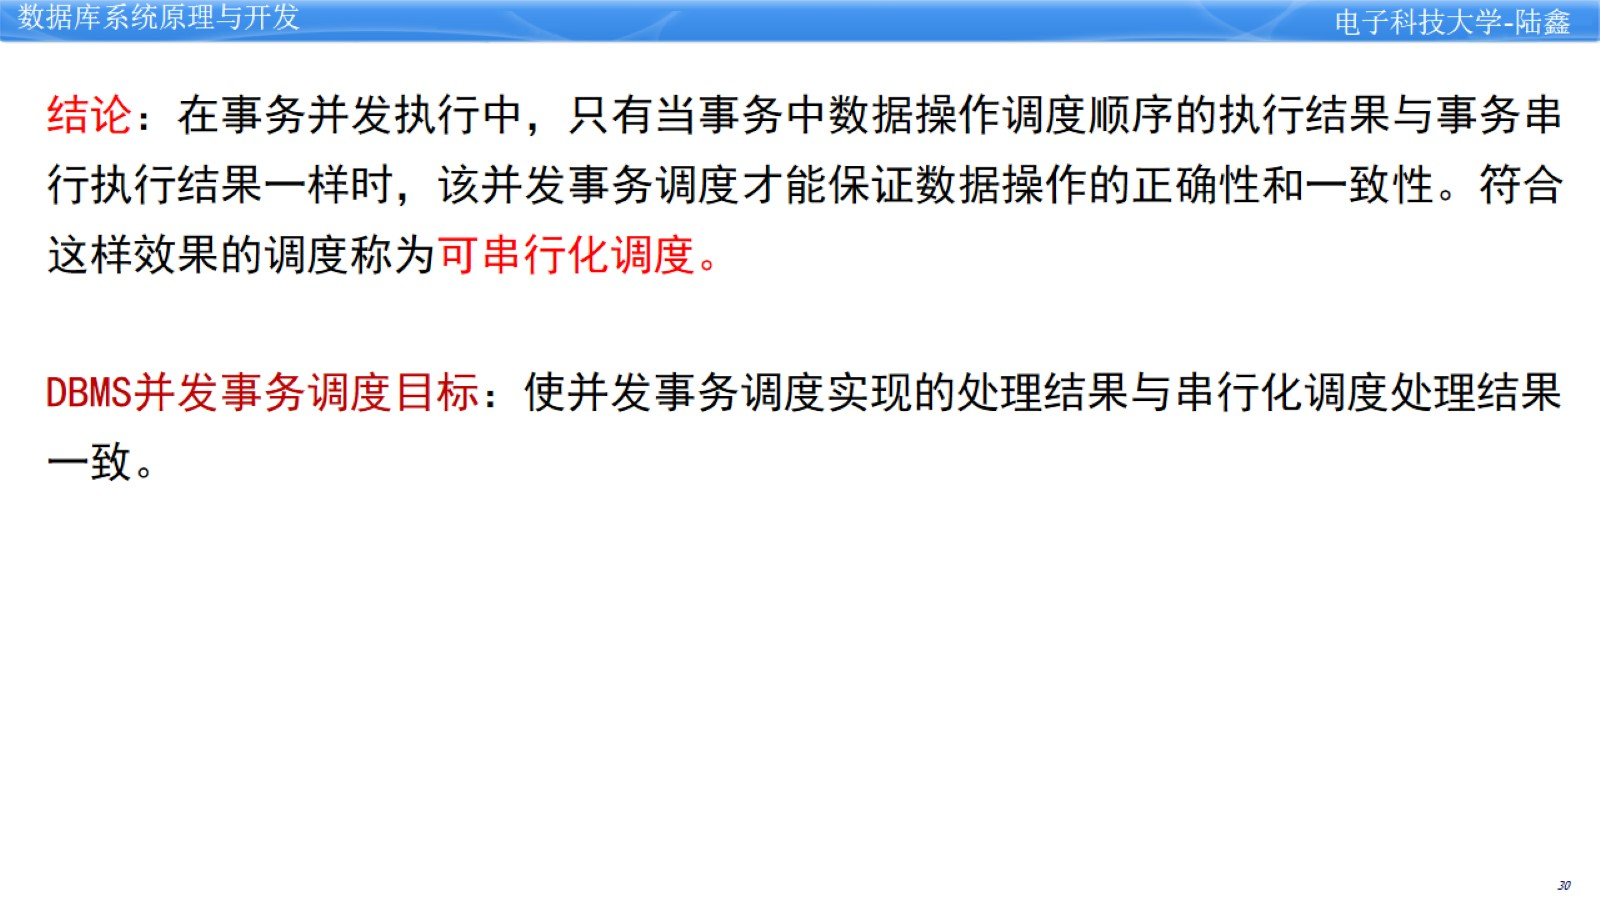 数据库系统原理与开发
电子科技大学-陆鑫
结论：在事务并发执行中，只有当事务中数据操作调度顺序的执行结果与事务串
行执行结果一样时，该并发事务调度才能保证数据操作的正确性和一致性。符合
这样效果的调度称为可串行化调度。
DBMS并发事务调度目标：使并发事务调度实现的处理结果与串行化调度处理结果
一致。
30